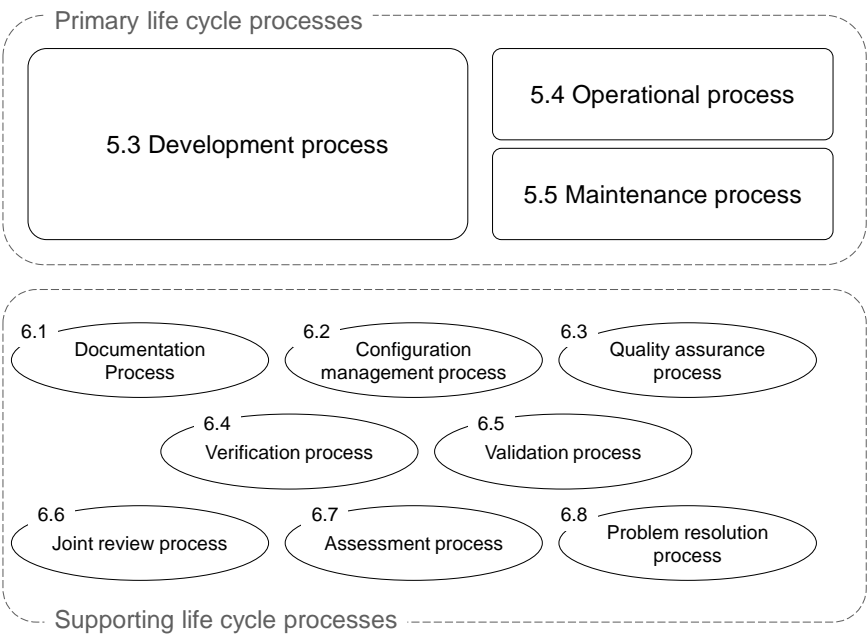 Primary life cycle processes
5.3 Development process
5.4 Operational process
5.5 Maintenance process
6.1
Documentation
Process
6.2
Configuration
management process
6.3
Quality assurance
process
6.4
Verification process
6.5
Validation process
6.6
Joint review process
6.7
Assessment process
6.8
Problem resolution
process
Supporting life cycle processes